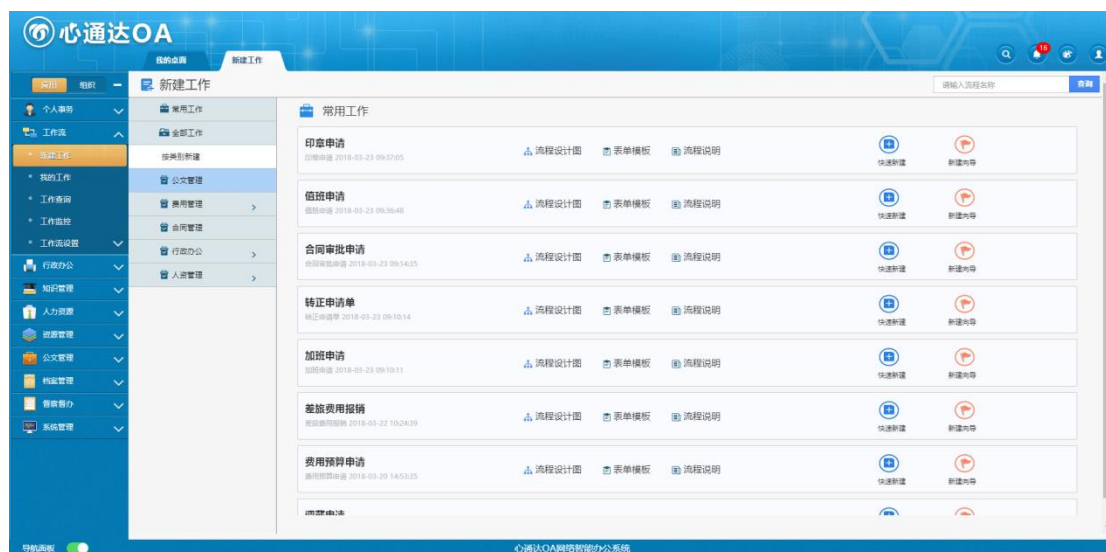 心通达OA
我的桌面 新建工作
16
应用 组织
新建工作
请输入流程名称 查询
个人事务
工作流
新建工作
我的工作
工作查询
工作监控
工作流设置
行政办公
知识管理
人力资源
资源管理
公文管理
档案管理
督察督办
系统管理
常用工作
全部工作
按类别新建
公文管理
费用管理
合同管理
行政办公
人资管理
常用工作
印章申请
印章申请 2018-03-23 09:37:05
流程设计图 表单模板 流程说明
快速新建 新建向导
值班申请
值班申请 2018-03-23 09:36:48
流程设计图 表单模板 流程说明
快速新建 新建向导
合同审批申请
合同审批申请 2018-03-23 09:14:35
流程设计图 表单模板 流程说明
快速新建 新建向导
转正申请单
转正申请单 2018-03-23 09:10:14
流程设计图 表单模板 流程说明
快速新建 新建向导
加班申请
加班申请 2018-03-23 09:10:11
流程设计图 表单模板 流程说明
快速新建 新建向导
差旅费用报销
差旅费用报销 2018-03-22 10:24:39
流程设计图 表单模板 流程说明
快速新建 新建向导
费用预算申请
费用预算申请 2018-03-20 14:53:35
流程设计图 表单模板 流程说明
快速新建 新建向导
调薪申请
导航面板
心通达OA网络智能办公系统